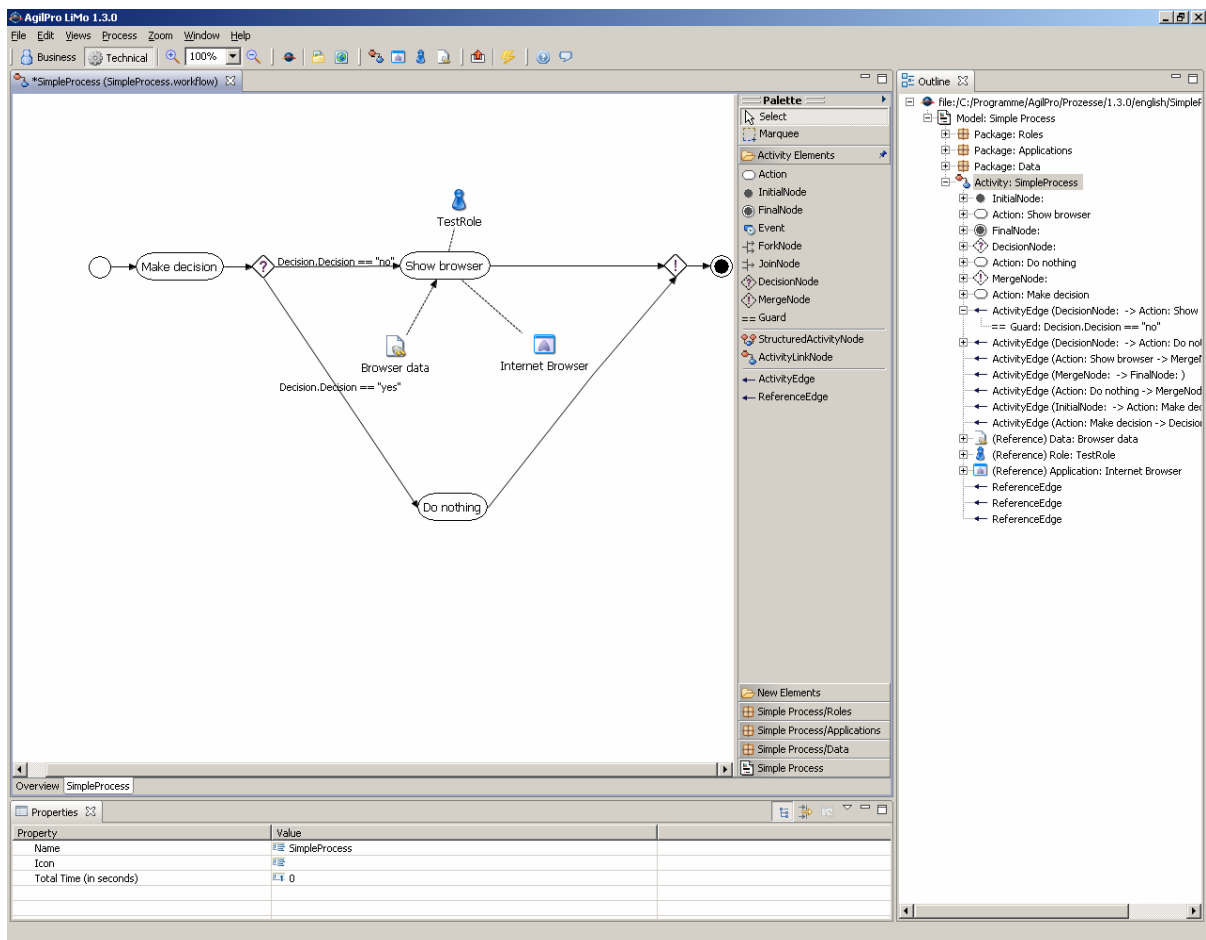 AgilPro LiMo 1.3.0
File Edit Views Process Zoom Window Help
Business Technical 100%
*SimpleProcess (SimpleProcess.workflow)
TestRole
Make decision
?
Decision.Decision == "no"
Show browser
!
Browser data
Internet Browser
Decision.Decision == "yes"
Do nothing
Palette
Select
Marquee
Activity Elements
Action
InitialNode
FinalNode
Event
ForkNode
JoinNode
DecisionNode
MergeNode
== Guard
StructuredActivityNode
ActivityLinkNode
ActivityEdge
ReferenceEdge
New Elements
Simple Process/Roles
Simple Process/Applications
Simple Process/Data
Simple Process
Overview SimpleProcess
Outline
file:/C:/Programme/AgilPro/Prozesse/1.3.0/english/SimpleP
Model: Simple Process
Package: Roles
Package: Applications
Package: Data
Activity: SimpleProcess
InitialNode:
Action: Show browser
FinalNode:
DecisionNode:
Action: Do nothing
MergeNode:
Action: Make decision
ActivityEdge (DecisionNode: -> Action: Show
== Guard: Decision.Decision == "no"
ActivityEdge (DecisionNode: -> Action: Do not
ActivityEdge (Action: Show browser -> Merge
ActivityEdge (MergeNode: -> FinalNode: )
ActivityEdge (Action: Do nothing -> MergeNod
ActivityEdge (InitialNode: -> Action: Make dec
ActivityEdge (Action: Make decision -> Decision
(Reference) Data: Browser data
(Reference) Role: TestRole
(Reference) Application: Internet Browser
ReferenceEdge
ReferenceEdge
ReferenceEdge
Properties
Property Value
Name SimpleProcess
Icon
Total Time (in seconds) 0